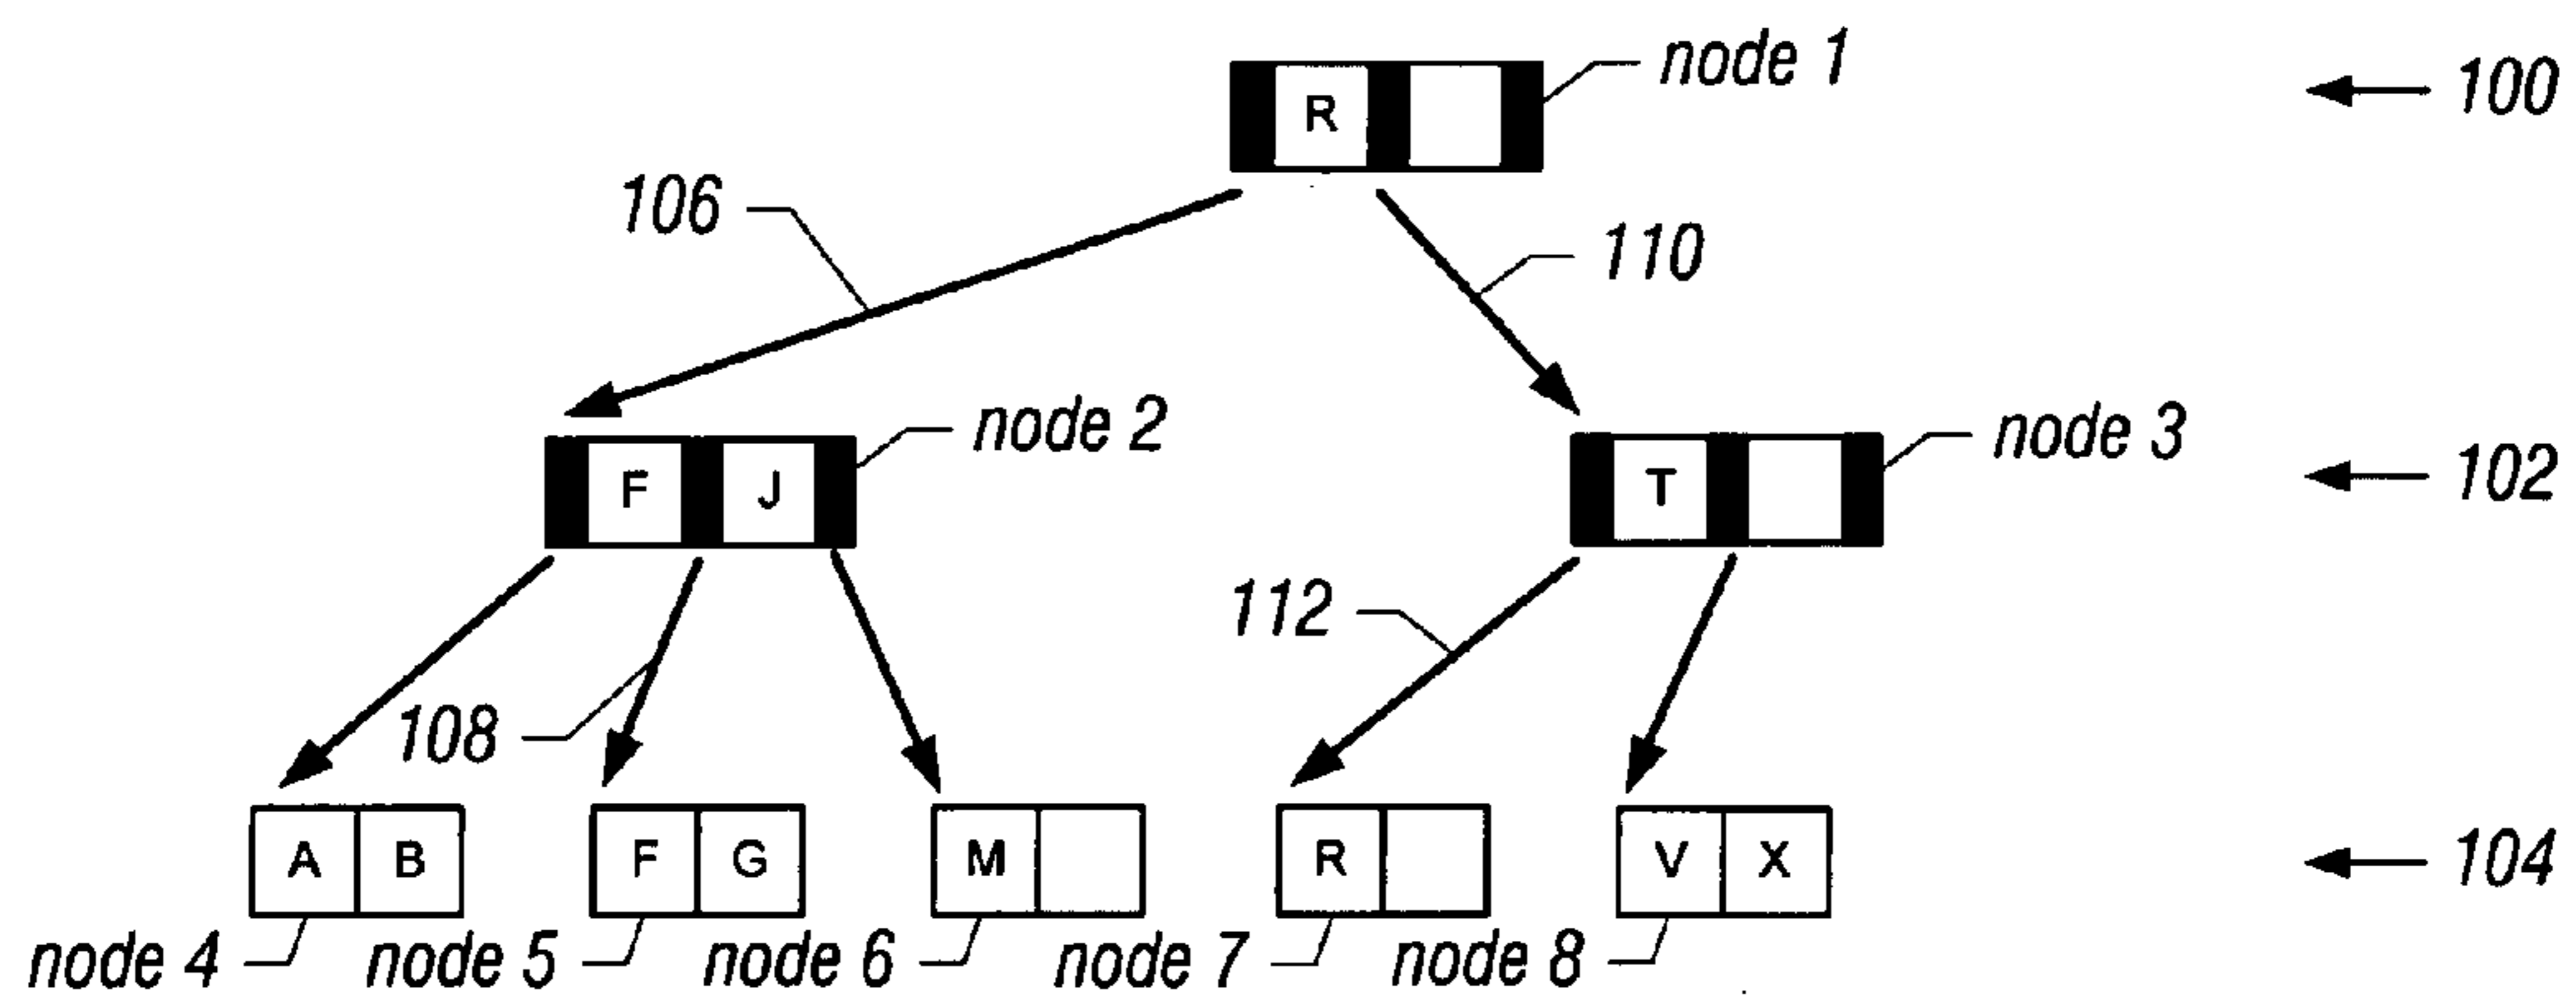 node 1
100
R
106
110
node 2
node 3
102
F J
T
112
108
A B
F G
M
R
V X
104
node 4
node 5
node 6
node 7
node 8